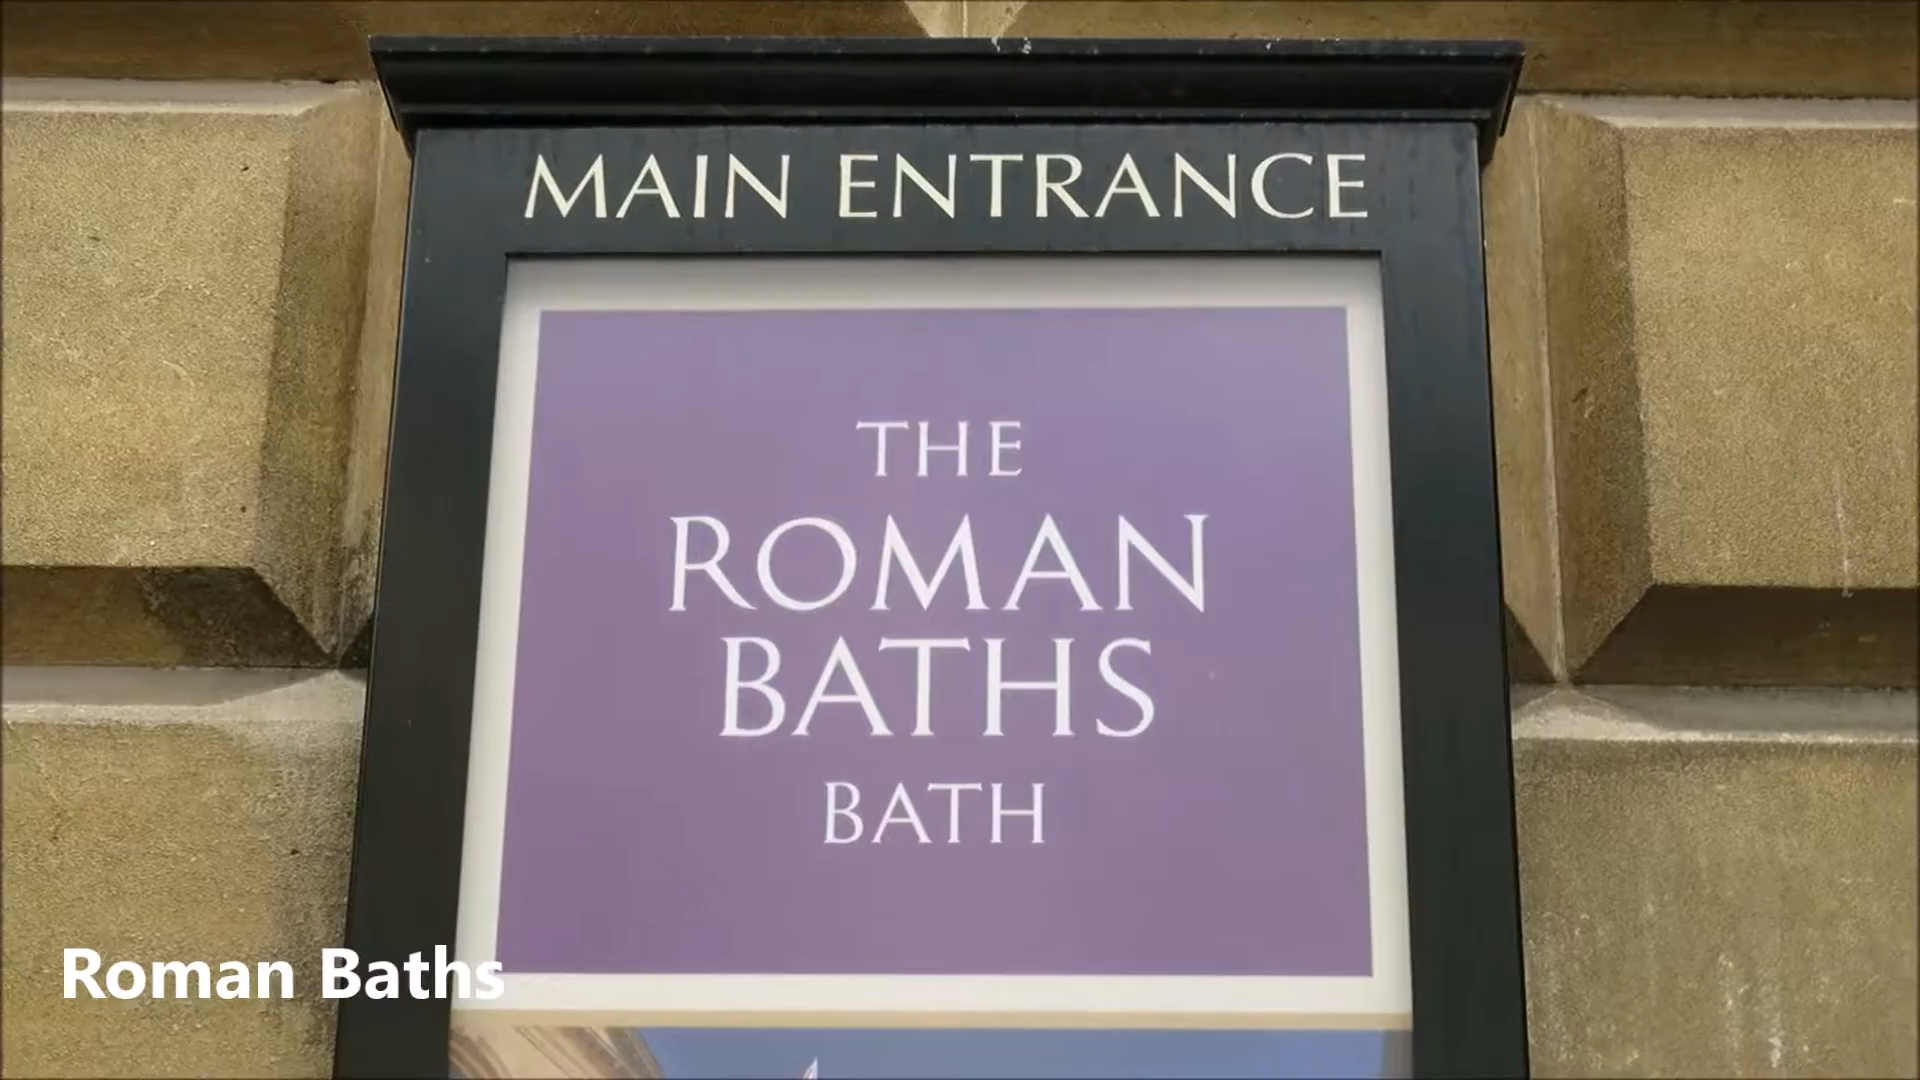 MAIN ENTRANCE
THE
ROMAN
BATHS
BATH
Roman Baths